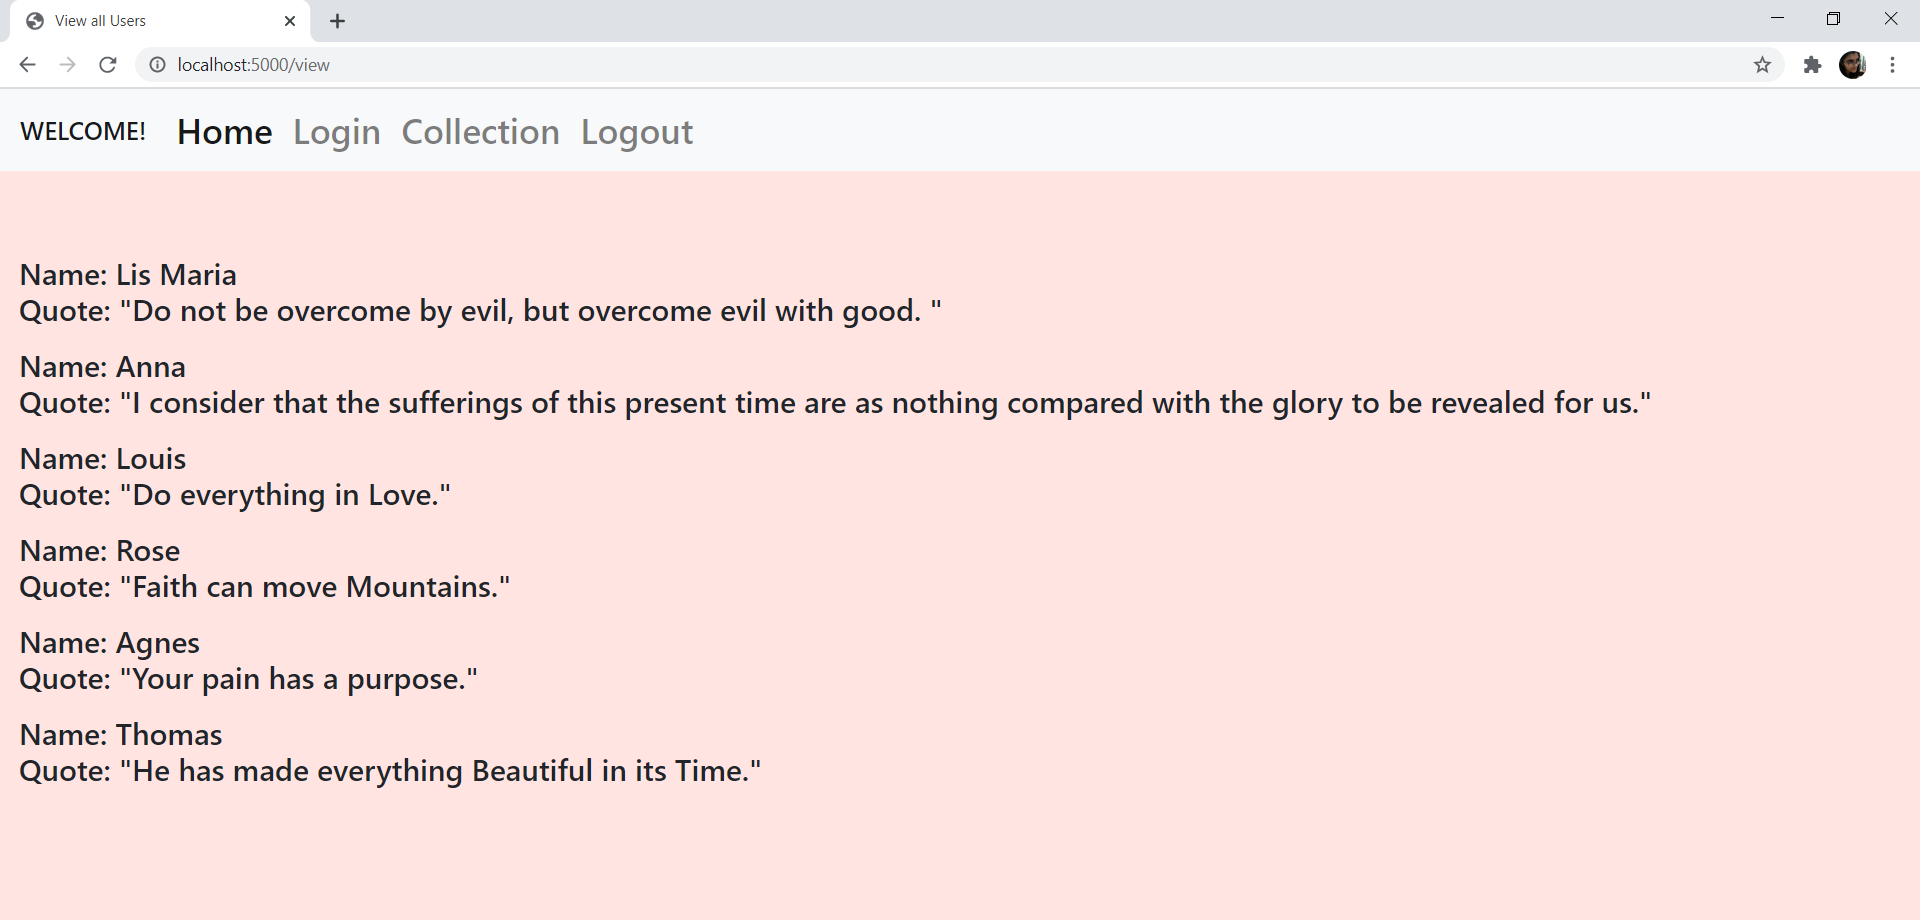 View all Users
localhost:5000/view
WELCOME! Home Login Collection Logout
Name: Lis Maria
Quote: "Do not be overcome by evil, but overcome evil with good. "
Name: Anna
Quote: "I consider that the sufferings of this present time are as nothing compared with the glory to be revealed for us."
Name: Louis
Quote: "Do everything in Love."
Name: Rose
Quote: "Faith can move Mountains."
Name: Agnes
Quote: "Your pain has a purpose."
Name: Thomas
Quote: "He has made everything Beautiful in its Time."